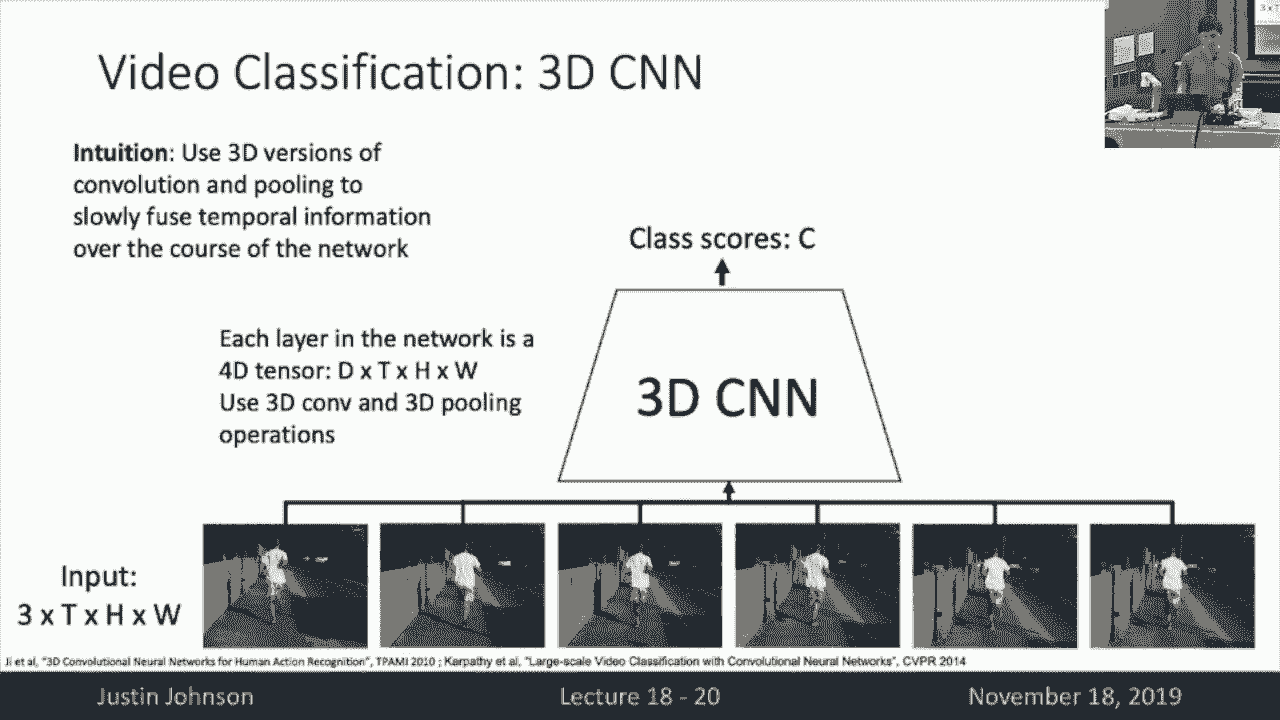 Video Classification: 3D CNN
Intuition: Use 3D versions of
convolution and pooling to
slowly fuse temporal information
over the course of the network
Class scores: C
Each layer in the network is a
4D tensor: D x T x H x W
Use 3D conv and 3D pooling
operations
3D CNN
Input:
3 x T x H x W
Ji et al, "3D Convolutional Neural Networks for Human Action Recognition", TPAMI 2010 ; Karpathy et al, "Large-scale Video Classification with Convolutional Neural Networks", CVPR 2014
Justin Johnson
Lecture 18 - 20
November 18, 2019